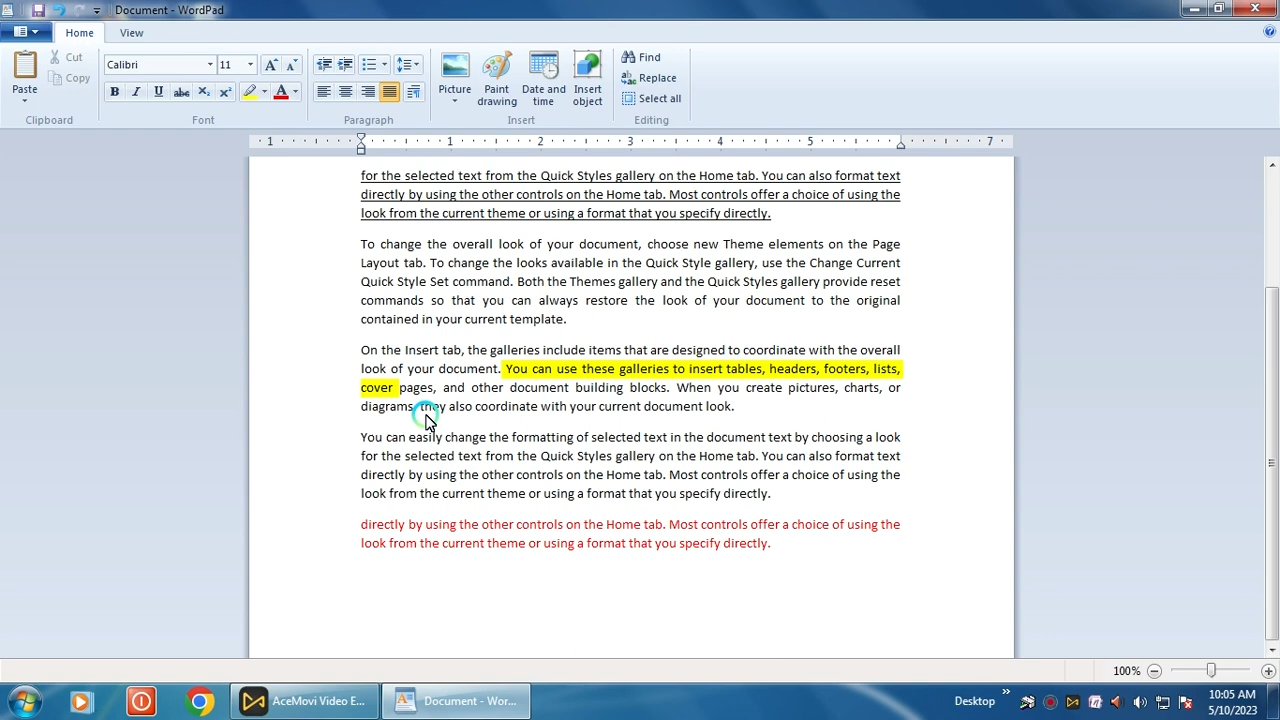 Document - WordPad
Home View
Cut
Copy
Paste
Clipboard
Calibri 11
B I U abc X₂ X² A
Font
Paragraph
Picture
Paint drawing
Date and time
Insert object
Insert
Find
Replace
Select all
Editing
1 1 2 3 4 5 7
for the selected text from the Quick Styles gallery on the Home tab. You can also format text
directly by using the other controls on the Home tab. Most controls offer a choice of using the
look from the current theme or using a format that you specify directly.
To change the overall look of your document, choose new Theme elements on the Page
Layout tab. To change the looks available in the Quick Style gallery, use the Change Current
Quick Style Set command. Both the Themes gallery and the Quick Styles gallery provide reset
commands so that you can always restore the look of your document to the original
contained in your current template.
On the Insert tab, the galleries include items that are designed to coordinate with the overall
look of your document. You can use these galleries to insert tables, headers, footers, lists,
cover pages, and other document building blocks. When you create pictures, charts, or
diagrams, they also coordinate with your current document look.
You can easily change the formatting of selected text in the document text by choosing a look
for the selected text from the Quick Styles gallery on the Home tab. You can also format text
directly by using the other controls on the Home tab. Most controls offer a choice of using the
look from the current theme or using a format that you specify directly.
directly by using the other controls on the Home tab. Most controls offer a choice of using the
look from the current theme or using a format that you specify directly.
100%
AceMovi Video E...
Document - Wor...
Desktop
10:05 AM
5/10/2023